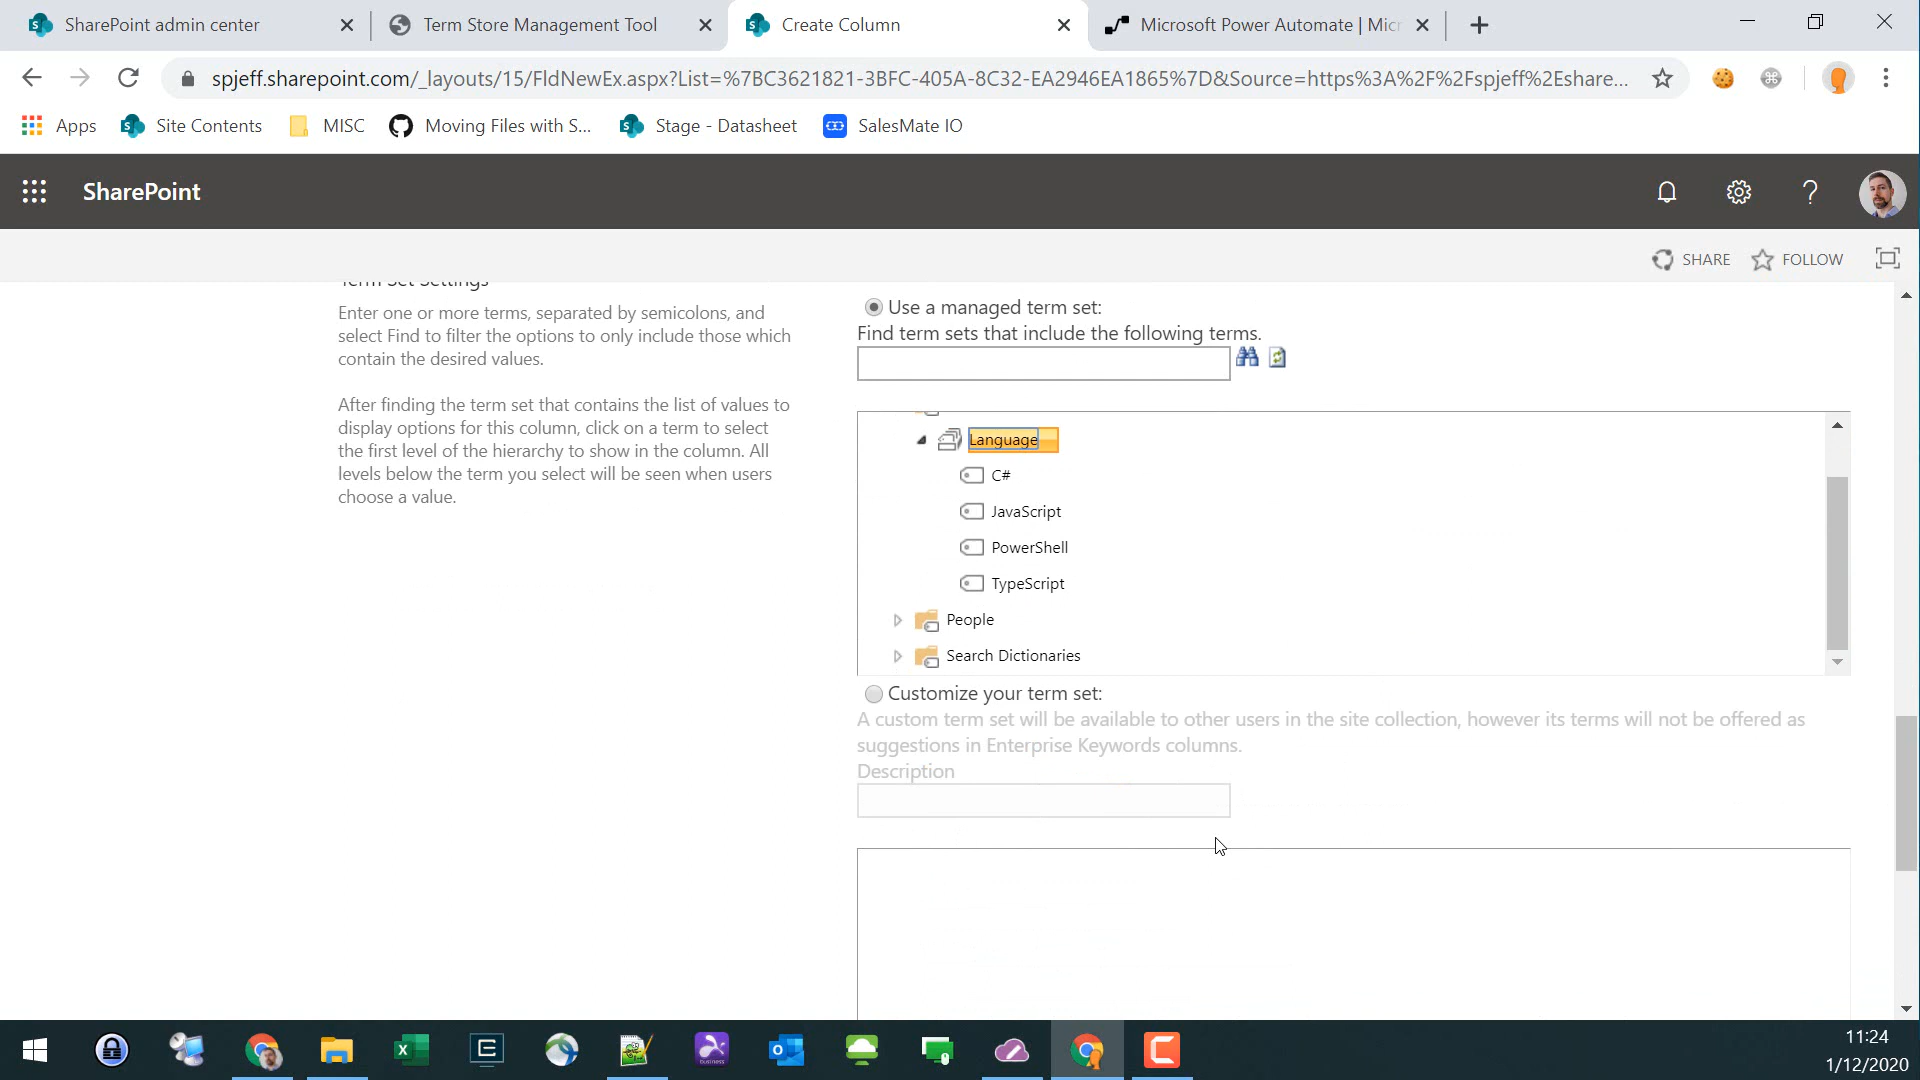 SharePoint admin center
Term Store Management Tool
Create Column
Microsoft Power Automate | Micr
spjeff.sharepoint.com/_layouts/15/FldNewEx.aspx?List=%7BC3621821-3BFC-405A-8C32-EA2946EA1865%7D&Source=https%3A%2F%2Fspjeff%2Eshare...
Apps
Site Contents
MISC
Moving Files with S...
Stage - Datasheet
SalesMate IO
SharePoint
SHARE
FOLLOW
Term Set Settings
Enter one or more terms, separated by semicolons, and
select Find to filter the options to only include those which
contain the desired values.
After finding the term set that contains the list of values to
display options for this column, click on a term to select
the first level of the hierarchy to show in the column. All
levels below the term you select will be seen when users
choose a value.
Use a managed term set:
Find term sets that include the following terms.
Language
C#
JavaScript
PowerShell
TypeScript
People
Search Dictionaries
Customize your term set:
A custom term set will be available to other users in the site collection, however its terms will not be offered as
suggestions in Enterprise Keywords columns.
Description
11:24
1/12/2020